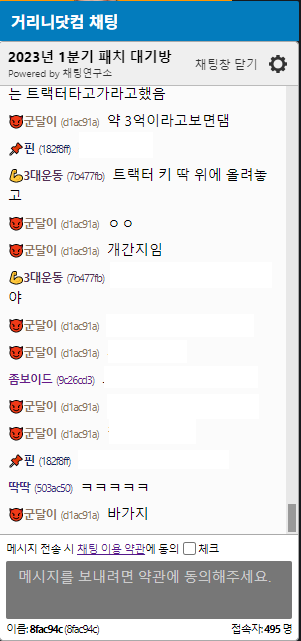 거리니닷컴 채팅
2023년 1분기 패치 대기방
Powered by 채팅연구소
채팅창 닫기
는 트랙터타고가라고했음
군달이 (d1ac91a) 약 3억이라고보면댐
핀 (182f8ff)
3대운동 (7b477fb) 트랙터 키 딱 위에 올려놓
고
군달이 (d1ac91a) ㅇㅇ
군달이 (d1ac91a) 개간지임
3대운동 (7b477fb)
야
군달이 (d1ac91a)
군달이 (d1ac91a)
좀보이드 (9c26cd3) .
군달이 (d1ac91a)
군달이 (d1ac91a)
핀 (182f8ff)
딱딱 (503ac50) ㅋㅋㅋㅋㅋ
군달이 (d1ac91a) 바가지
메시지 전송 시 채팅 이용 약관에 동의 체크
메시지를 보내려면 약관에 동의해주세요.
이름: 8fac94c (8fac94c)
접속자: 495 명